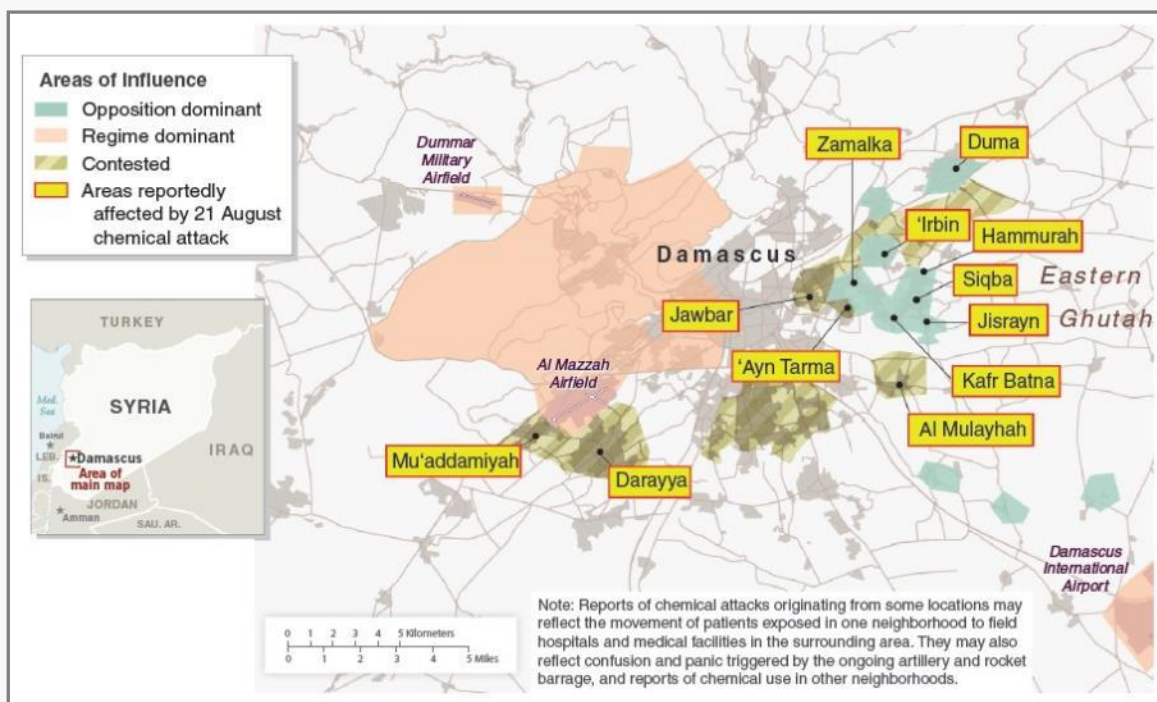 Areas of Influence
Opposition dominant
Regime dominant
Contested
Areas reportedly
affected by 21 August
chemical attack
Dummar
Military
Airfield
Zamalka
Duma
‘Irbin
Hammurah
Damascus
Siqba
Eastern
Jawbar
Jisrayn
Ghutah
Al Mazzah
Airfield
‘Ayn Tarma
Kafr Batna
Al Mulayhah
Mu‘addamiyah
Darayya
Damascus
International
Airport
TURKEY
Med.
Sea
SYRIA
Beirut
LEB.
IRAQ
Damascus
IS.
Area of
main map
JORDAN
Amman
SAU. AR.
0 1 2 3 4 5 Kilometers
0 1 2 3 4 5 Miles
Note: Reports of chemical attacks originating from some locations may
reflect the movement of patients exposed in one neighborhood to field
hospitals and medical facilities in the surrounding area. They may also
reflect confusion and panic triggered by the ongoing artillery and rocket
barrage, and reports of chemical use in other neighborhoods.